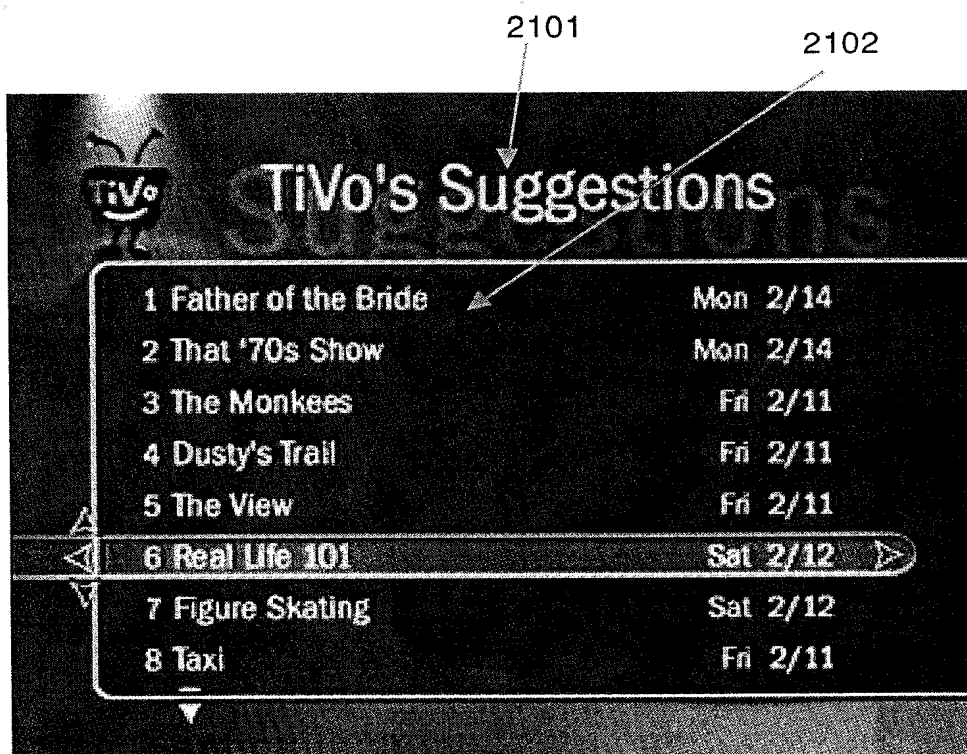 2101
2102
TiVo
TiVo's Suggestions
Suggestions
1 Father of the Bride Mon 2/14
2 That '70s Show Mon 2/14
3 The Monkees Fri 2/11
4 Dusty's Trail Fri 2/11
5 The View Fri 2/11
6 Real Life 101 Sat 2/12
7 Figure Skating Sat 2/12
8 Taxi Fri 2/11